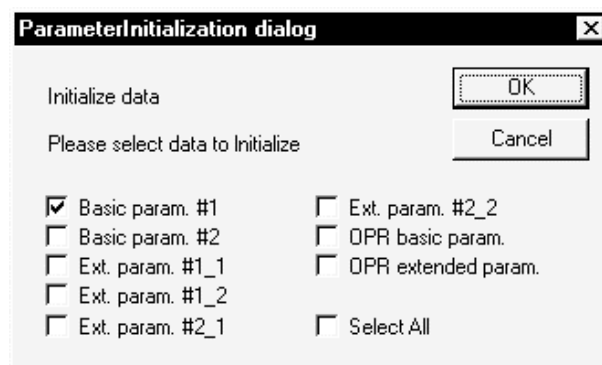 ParameterInitialization dialog
Initialize data
OK
Please select data to Initialize
Cancel
Basic param. #1
Basic param. #2
Ext. param. #1_1
Ext. param. #1_2
Ext. param. #2_1
Ext. param. #2_2
OPR basic param.
OPR extended param.
Select All